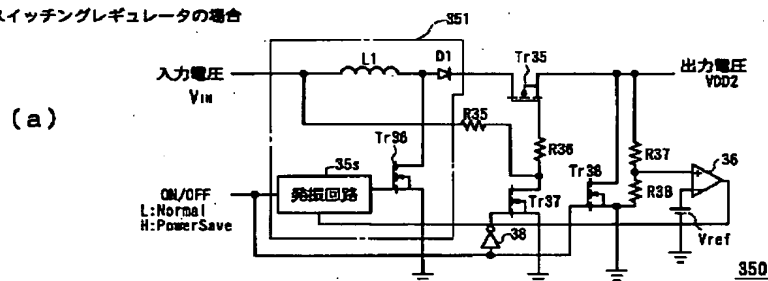 スイッチングレギュレータの場合
351
L1
D1
Tr35
入力電圧
VIN
出力電圧
VDD2
(a)
R35
R36
R37
36
Tr36
Tr38
35s
発振回路
ON/OFF
L:Normal
H:PowerSave
Tr37
R38
38
Vref
350